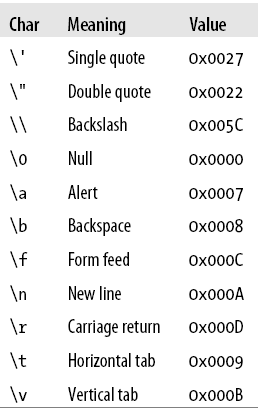 Char Meaning Value
\' Single quote 0x0027
\" Double quote 0x0022
\\ Backslash 0x005C
\0 Null 0x0000
\a Alert 0x0007
\b Backspace 0x0008
\f Form feed 0x000C
\n New line 0x000A
\r Carriage return 0x000D
\t Horizontal tab 0x0009
\v Vertical tab 0x000B